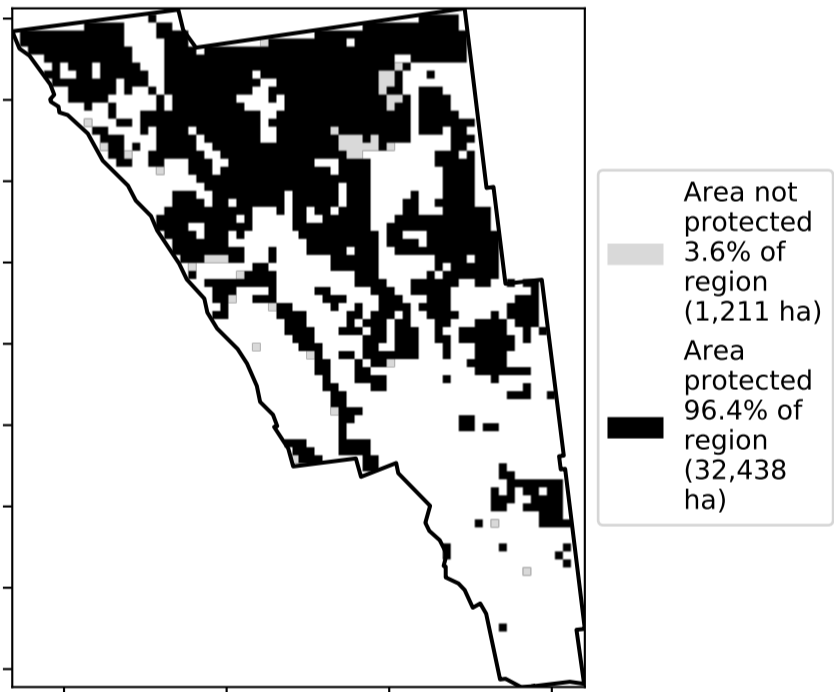 Area not
protected
3.6% of
region
(1,211 ha)
Area
protected
96.4% of
region
(32,438
ha)